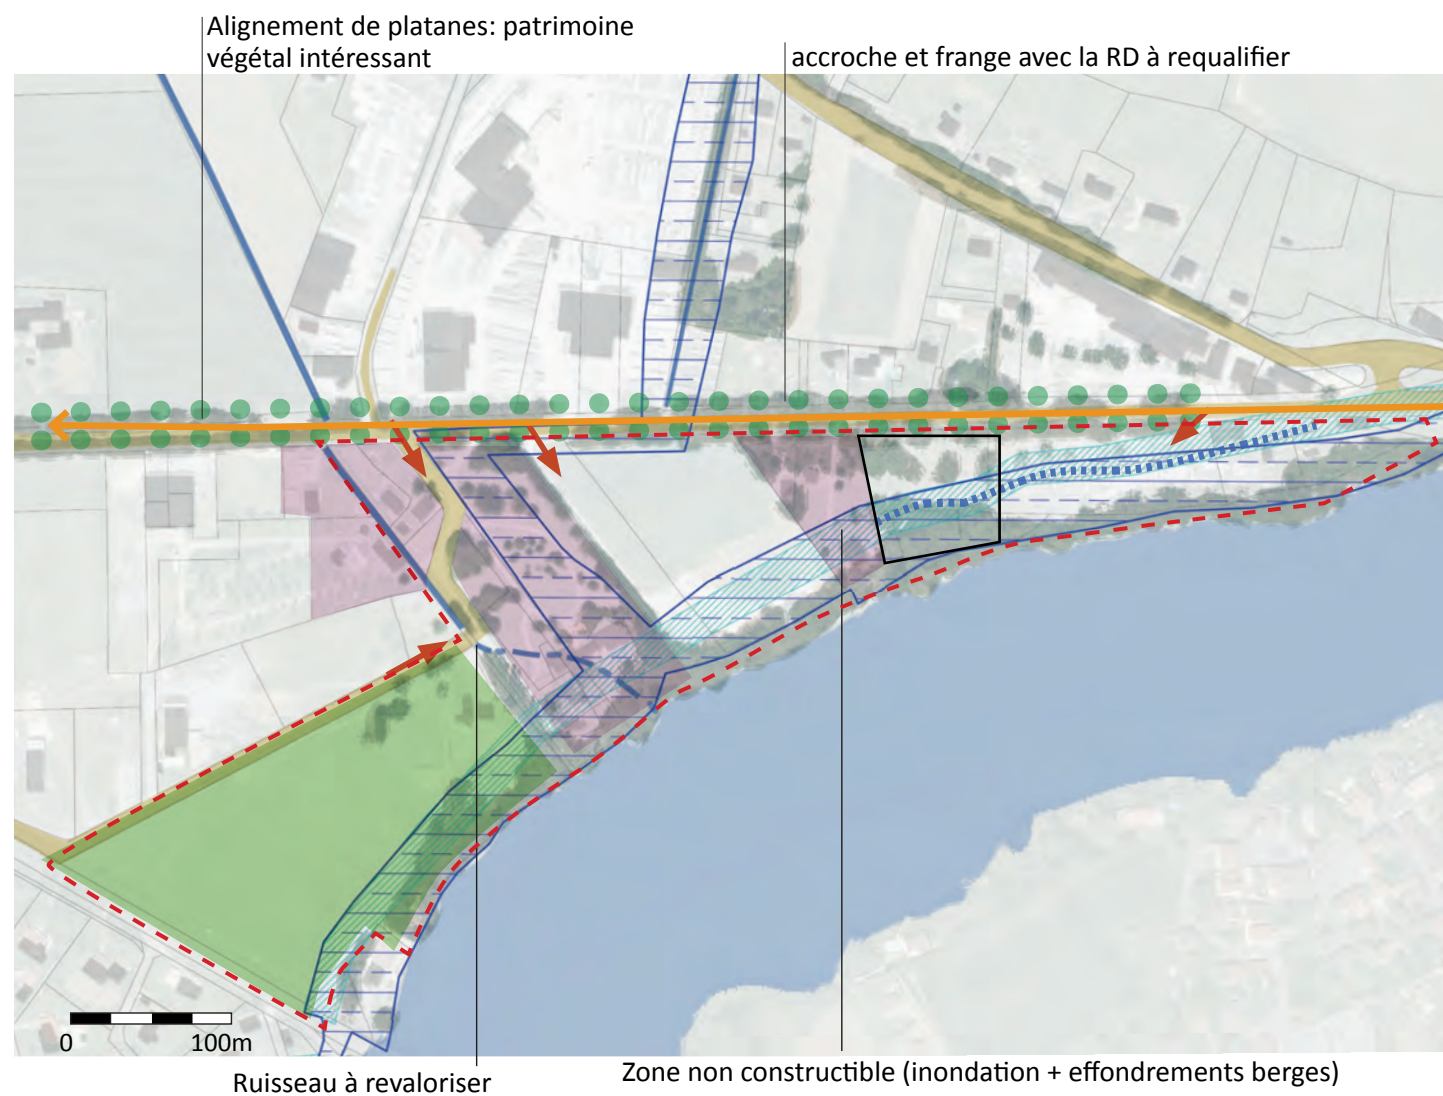 Alignement de platanes: patrimoine
végétal intéressant
accroche et frange avec la RD à requalifier
0
100m
Ruisseau à revaloriser
Zone non constructible (inondation + effondrements berges)